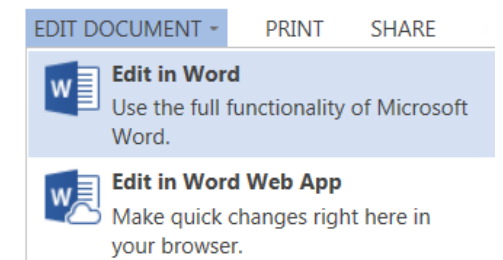 EDIT DOCUMENT PRINT SHARE
Edit in Word
Use the full functionality of Microsoft
Word.
Edit in Word Web App
Make quick changes right here in
your browser.